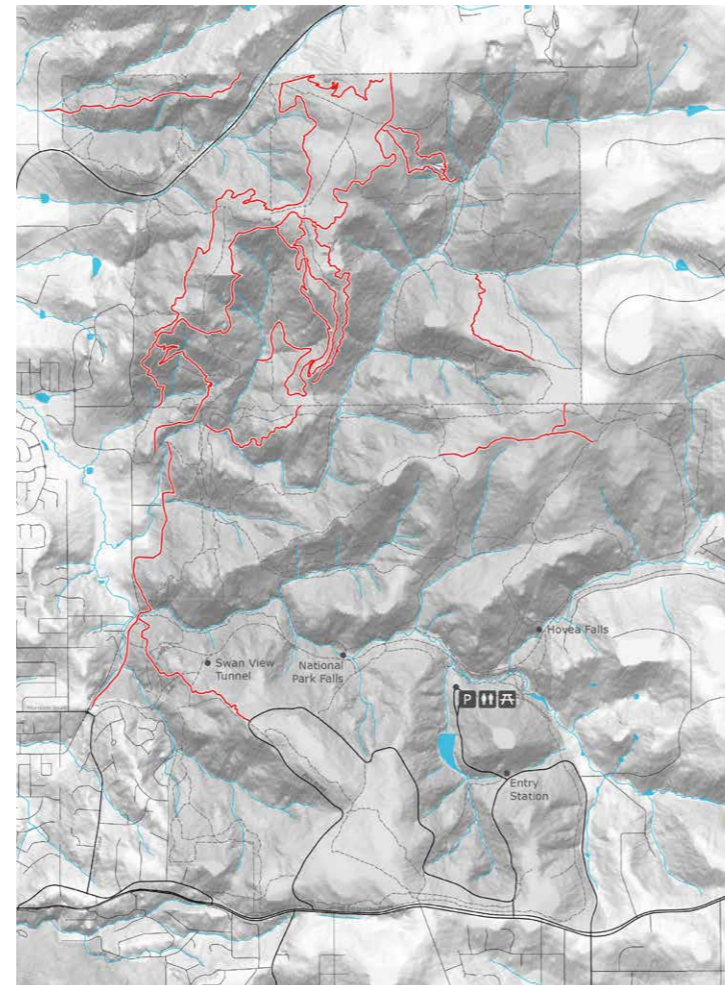 Hovea Falls
Swan View
Tunnel
National
Park Falls
P
Entry
Station